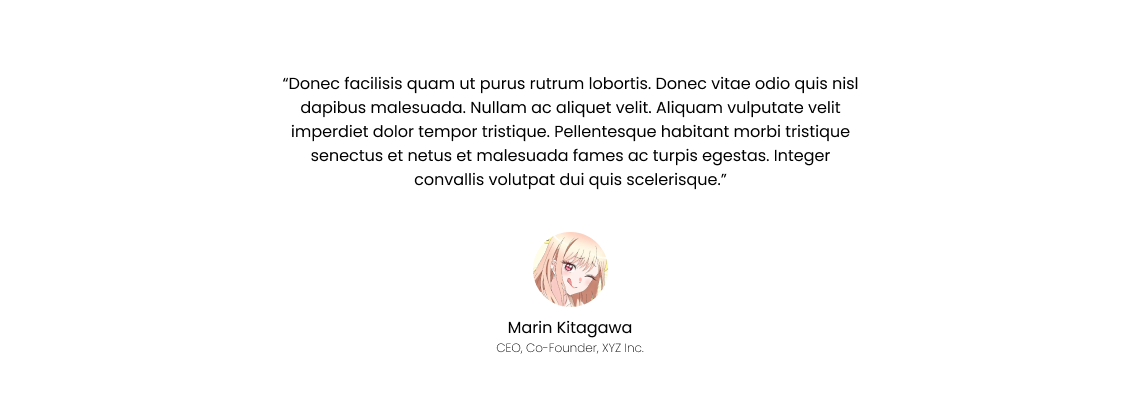 “Donec facilisis quam ut purus rutrum lobortis. Donec vitae odio quis nisl
dapibus malesuada. Nullam ac aliquet velit. Aliquam vulputate velit
imperdiet dolor tempor tristique. Pellentesque habitant morbi tristique
senectus et netus et malesuada fames ac turpis egestas. Integer
convallis volutpat dui quis scelerisque.”
Marin Kitagawa
CEO, Co-Founder, XYZ Inc.